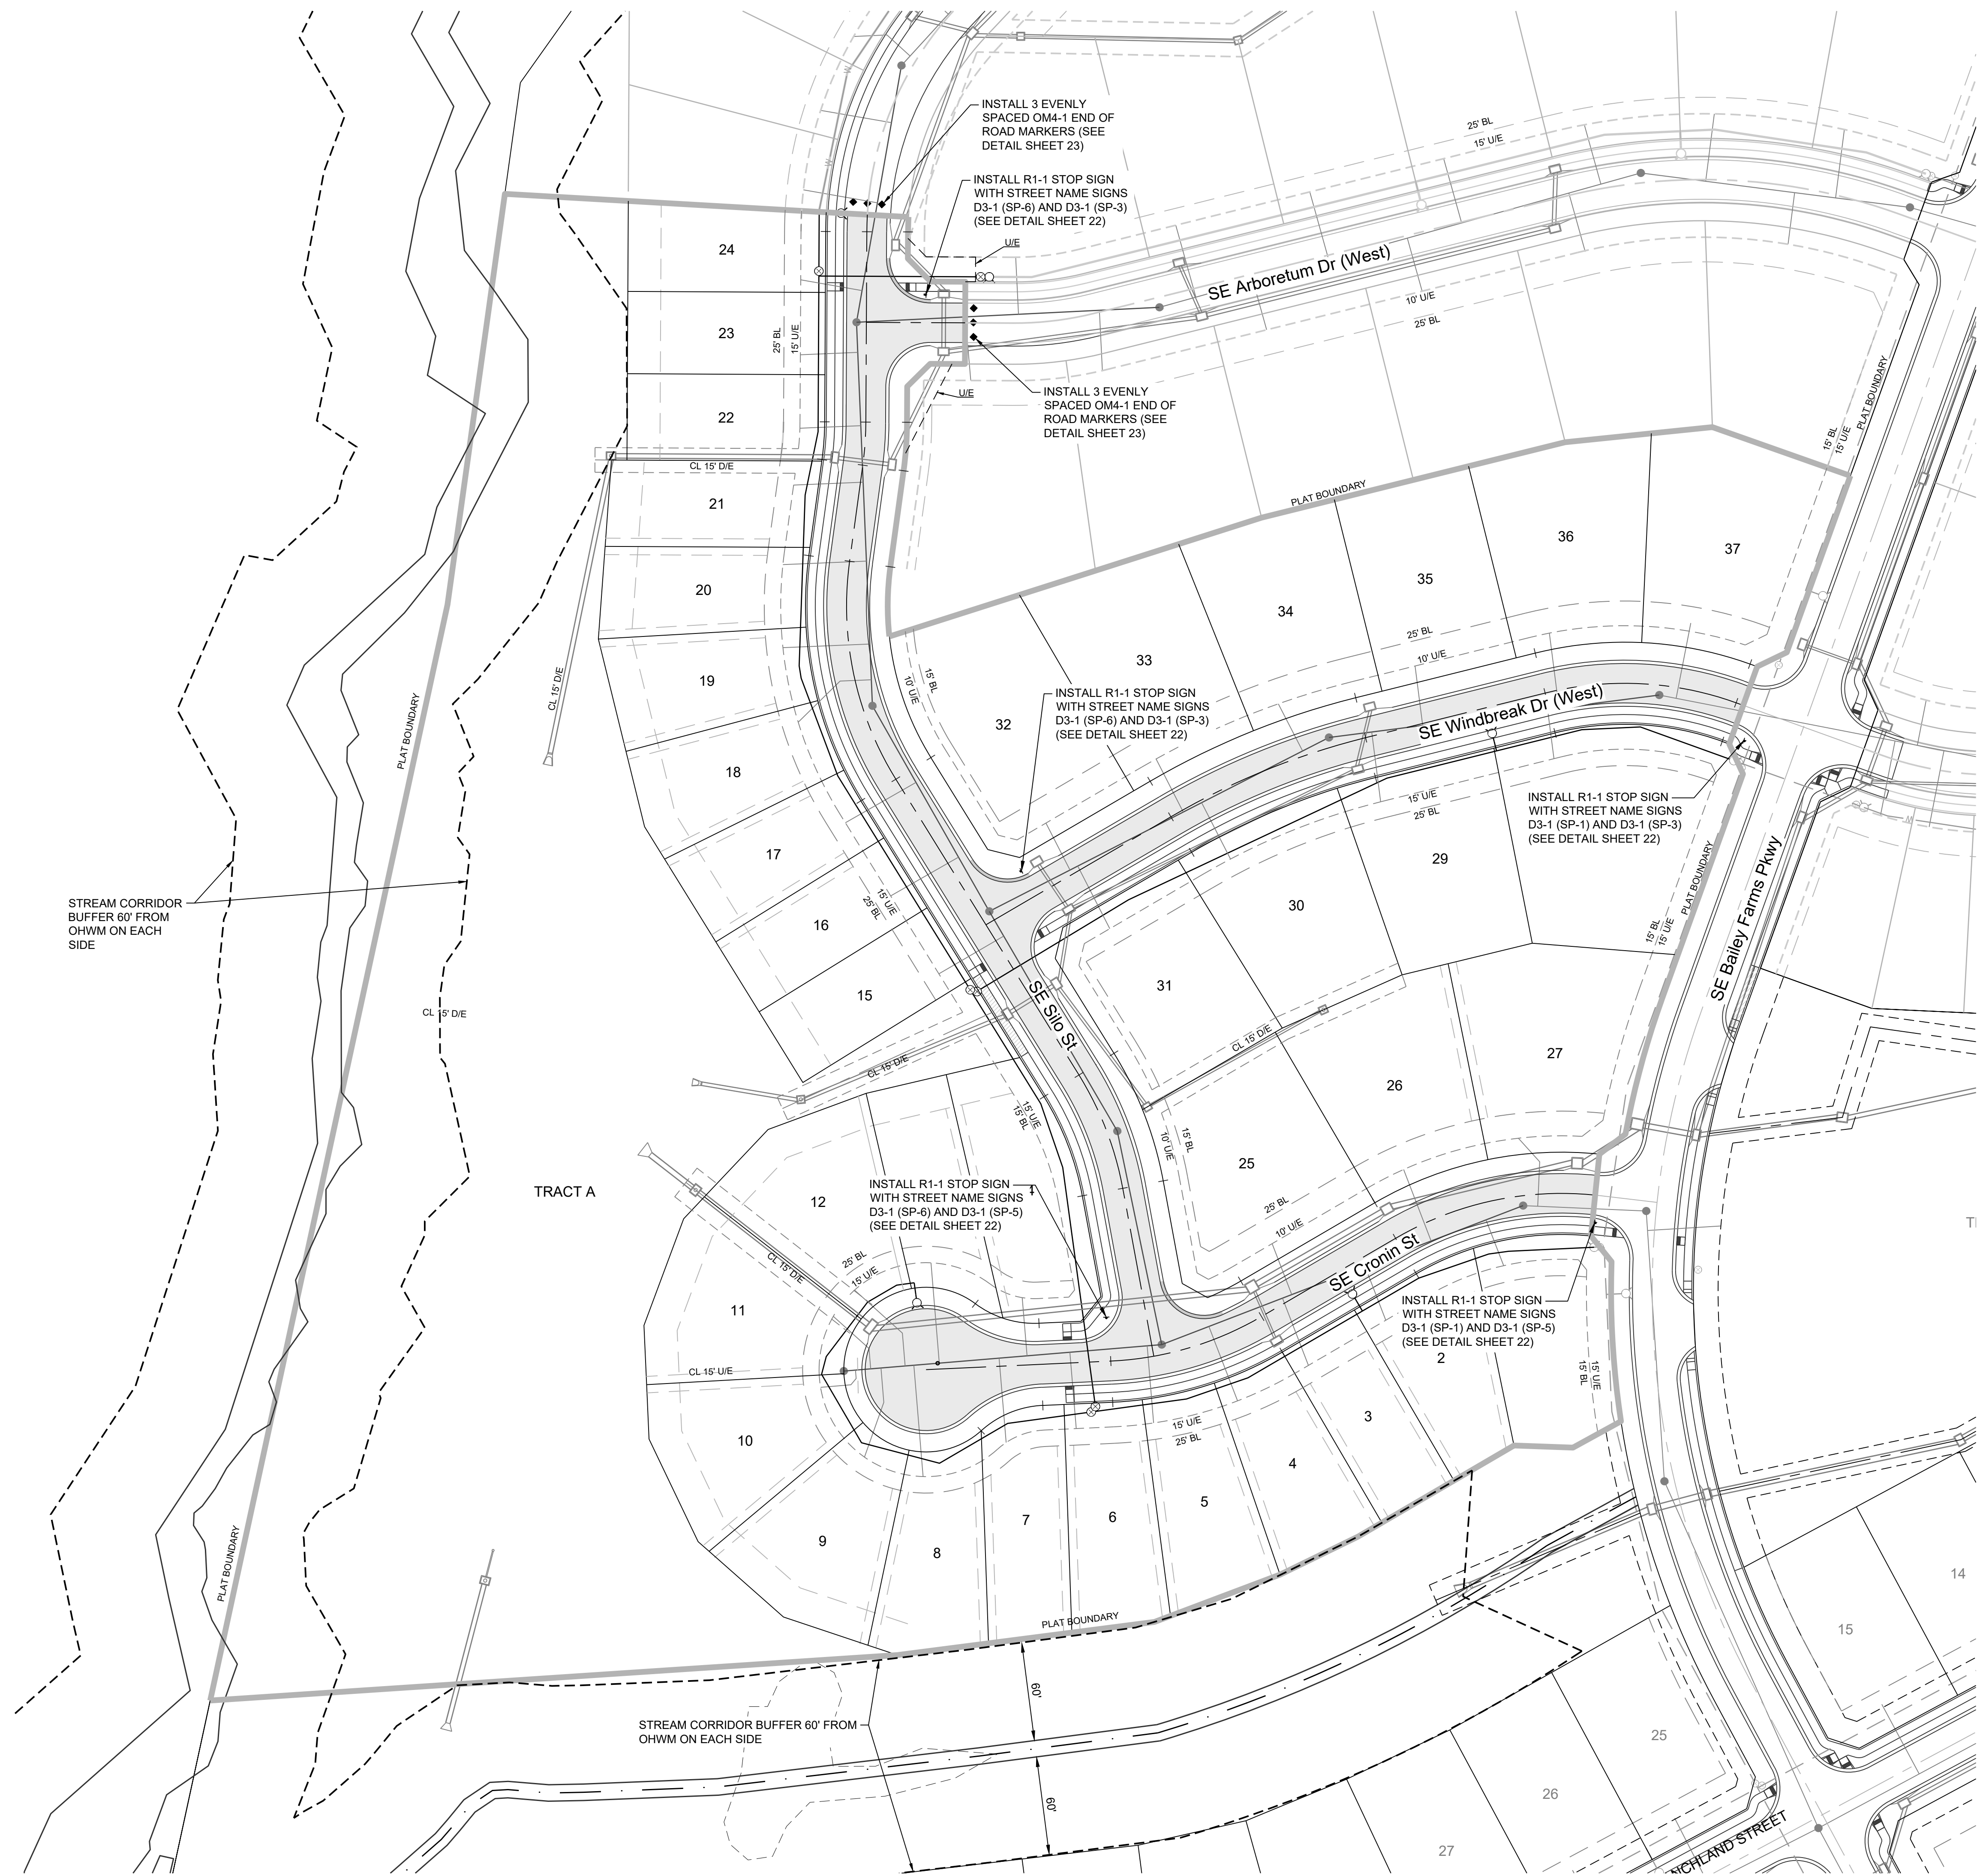 INSTALL 3 EVENLY
SPACED OM4-1 END OF
ROAD MARKERS (SEE
DETAIL SHEET 23)
25' BL
15' U/E
INSTALL R1-1 STOP SIGN
WITH STREET NAME SIGNS
D3-1 (SP-6) AND D3-1 (SP-3)
(SEE DETAIL SHEET 22)
U/E
24
SE Arboretum Dr (West)
10' U/E
25' BL
23
25' BL
15' U/E
PLAT BOUNDARY
U/E
INSTALL 3 EVENLY
SPACED OM4-1 END OF
ROAD MARKERS (SEE
DETAIL SHEET 23)
22
15' BL
15' U/E
CL 15' D/E
PLAT BOUNDARY
21
36
37
20
35
34
25' BL
10' U/E
33
19
CL 15' D/E
15' BL
10' U/E
32
INSTALL R1-1 STOP SIGN
WITH STREET NAME SIGNS
D3-1 (SP-6) AND D3-1 (SP-3)
(SEE DETAIL SHEET 22)
SE Windbreak Dr (West)
PLAT BOUNDARY
18
15' U/E
25' BL
INSTALL R1-1 STOP SIGN
WITH STREET NAME SIGNS
D3-1 (SP-1) AND D3-1 (SP-3)
(SEE DETAIL SHEET 22)
17
29
PLAT BOUNDARY
SE Bailey Farms Pkwy
STREAM CORRIDOR
BUFFER 60' FROM
OHWM ON EACH
SIDE
15' U/E
25' BL
30
16
15' BL
15' U/E
31
15
CL 15' D/E
SE Silo St
CL 15' D/E
27
CL 15' D/E
26
15' U/E
15' BL
10' U/E
15' BL
25
TRACT A
12
INSTALL R1-1 STOP SIGN
WITH STREET NAME SIGNS
D3-1 (SP-6) AND D3-1 (SP-5)
(SEE DETAIL SHEET 22)
25' BL
10' U/E
25' BL
15' U/E
CL 15' D/E
SE Cronin St
11
INSTALL R1-1 STOP SIGN
WITH STREET NAME SIGNS
D3-1 (SP-1) AND D3-1 (SP-5)
(SEE DETAIL SHEET 22)
2
CL 15' U/E
15' BL
15' U/E
3
15' U/E
25' BL
10
4
5
6
7
9
8
14
PLAT BOUNDARY
PLAT BOUNDARY
15
60'
STREAM CORRIDOR BUFFER 60' FROM
OHWM ON EACH SIDE
25
26
60'
27
NCHLAND STREET